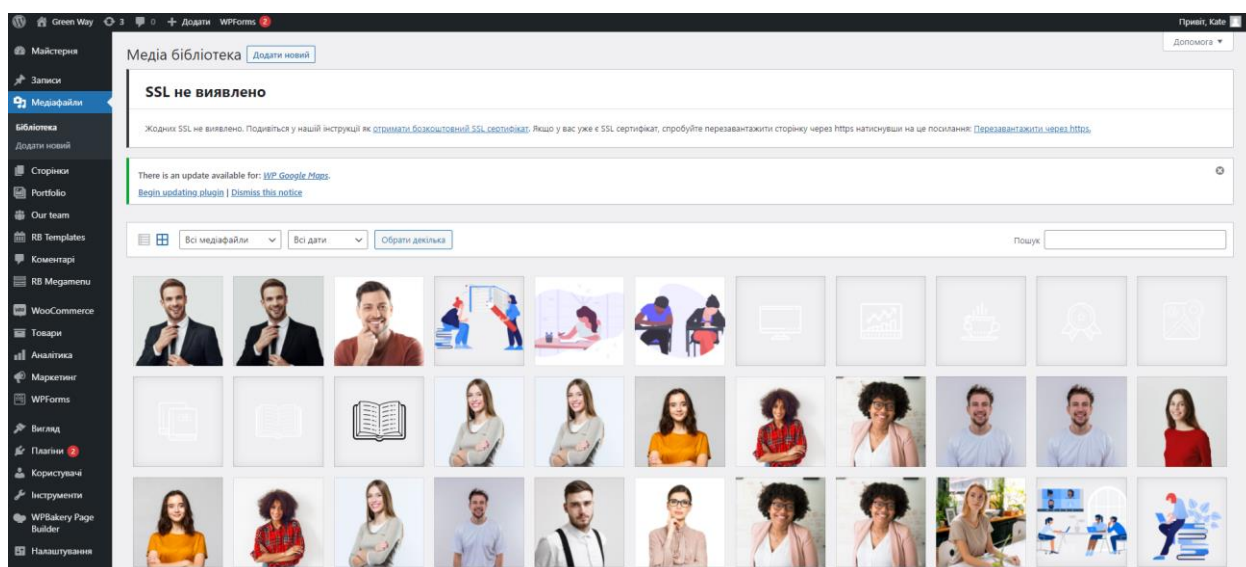 Green Way 3 0 + Додати WPForms 2 Привіт, Kate
Допомога
Майстерня
Записи
Медіафайли
Бібліотека
Додати новий
Сторінки
Portfolio
Our team
RB Templates
Коментарі
RB Megamenu
WooCommerce
Товари
Аналітика
Маркетинг
WPForms
Вигляд
Плагіни 2
Користувачі
Інструменти
WPBakery Page
Builder
Налаштування
Медіа бібліотека Додати новий
SSL не виявлено
Жодних SSL не виявлено. Подивіться у нашій інструкції як отримати безкоштовний SSL сертифікат. Якщо у вас уже є SSL сертифікат, спробуйте перезавантажити сторінку через https натиснувши на це посилання: Перезавантажити через https.
There is an update available for: WP Google Maps.
Begin updating plugin | Dismiss this notice
Всі медіафайли Всі дати Обрати декілька Пошук